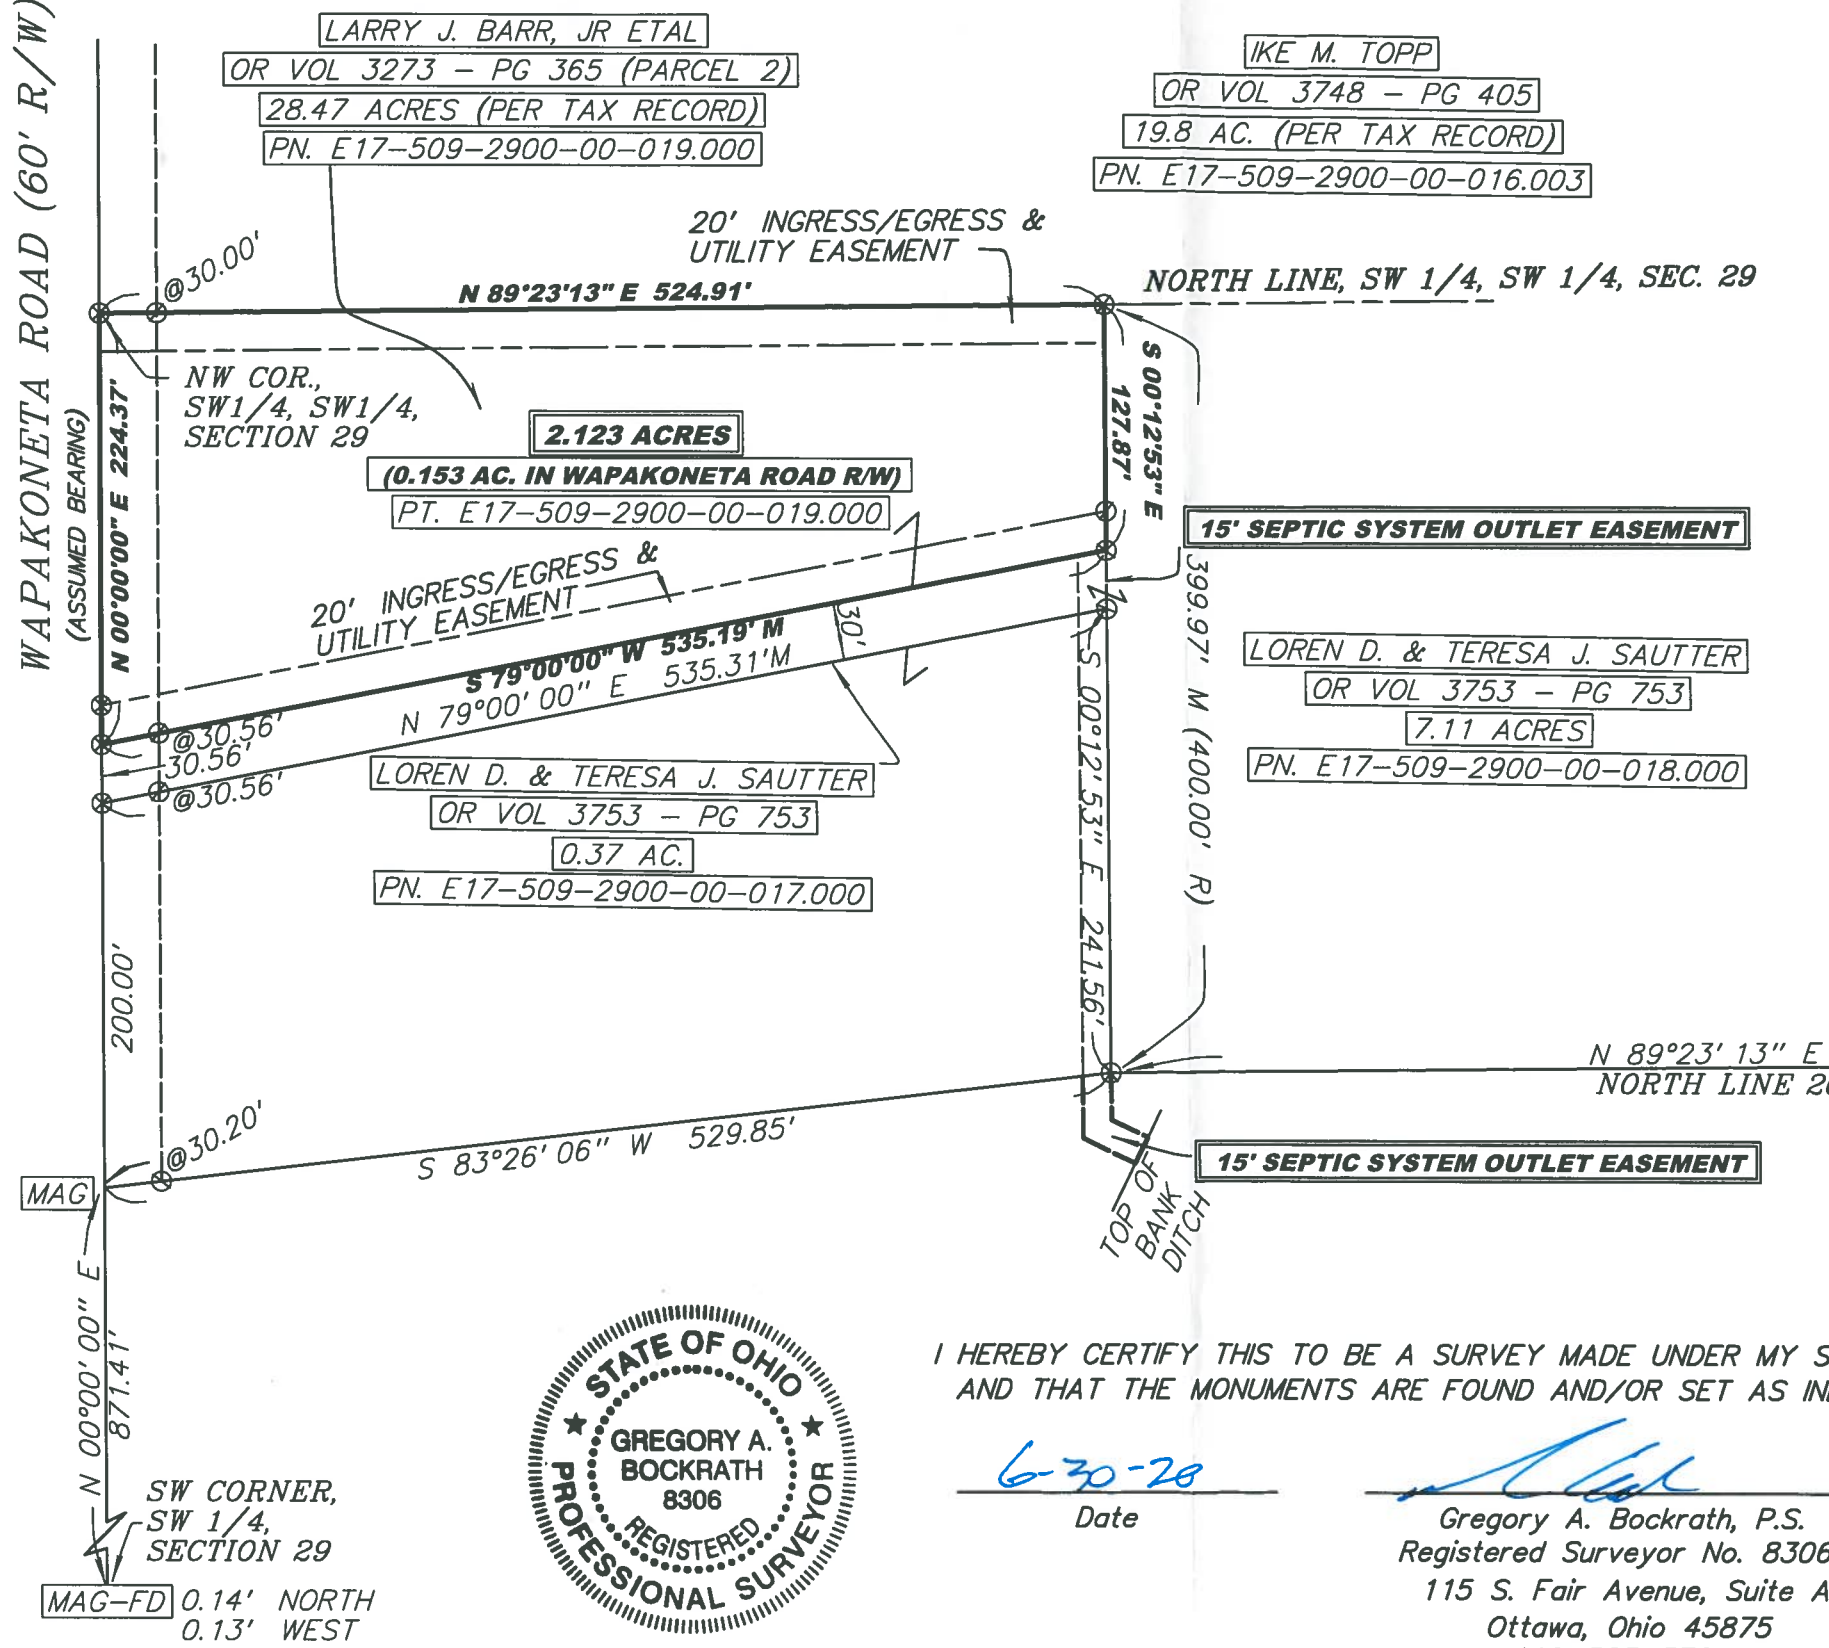 WAPAKONETA ROAD (60' R/W)
LARRY J. BARR, JR ETAL
OR VOL 3273 - PG 365 (PARCEL 2)
28.47 ACRES (PER TAX RECORD)
PN. E17-509-2900-00-019.000
IKE M. TOPP
OR VOL 3748 - PG 405
19.8 AC. (PER TAX RECORD)
PN. E17-509-2900-00-016.003
20' INGRESS/EGRESS &
UTILITY EASEMENT
@30.00'
N 89°23'13" E 524.91'
NORTH LINE, SW 1/4, SW 1/4, SEC. 29
NW COR.,
SW1/4, SW1/4,
SECTION 29
N 00°00'00" E 224.37'
(ASSUMED BEARING)
2.123 ACRES
(0.153 AC. IN WAPAKONETA ROAD R/W)
PT. E17-509-2900-00-019.000
S 00°12'53" E
127.87'
15' SEPTIC SYSTEM OUTLET EASEMENT
399.97' M (400.00' R)
20' INGRESS/EGRESS &
UTILITY EASEMENT
S 79°00'00" W 535.19' M
N 79°00'00" E 535.31'M
30'
@30.56'
30.56'
@30.56'
LOREN D. & TERESA J. SAUTTER
OR VOL 3753 - PG 753
0.37 AC.
PN. E17-509-2900-00-017.000
LOREN D. & TERESA J. SAUTTER
OR VOL 3753 - PG 753
7.11 ACRES
PN. E17-509-2900-00-018.000
S 00°12'53" E 241.56'
200.00'
N 89°23'13" E
NORTH LINE
@30.20'
S 83°26'06" W 529.85'
MAG
15' SEPTIC SYSTEM OUTLET EASEMENT
TOP OF
BANK
DITCH
N 00°00'00" E
871.41'
SW CORNER,
SW 1/4,
SECTION 29
MAG-FD 0.14' NORTH
0.13' WEST
STATE OF OHIO
GREGORY A.
BOCKRATH
8306
REGISTERED
PROFESSIONAL SURVEYOR
I HEREBY CERTIFY THIS TO BE A SURVEY MADE UNDER MY S
AND THAT THE MONUMENTS ARE FOUND AND/OR SET AS
6-30-20
Date
Gregory A. Bockrath, P.S.
Registered Surveyor No. 8306
115 S. Fair Avenue, Suite A
Ottawa, Ohio 45875